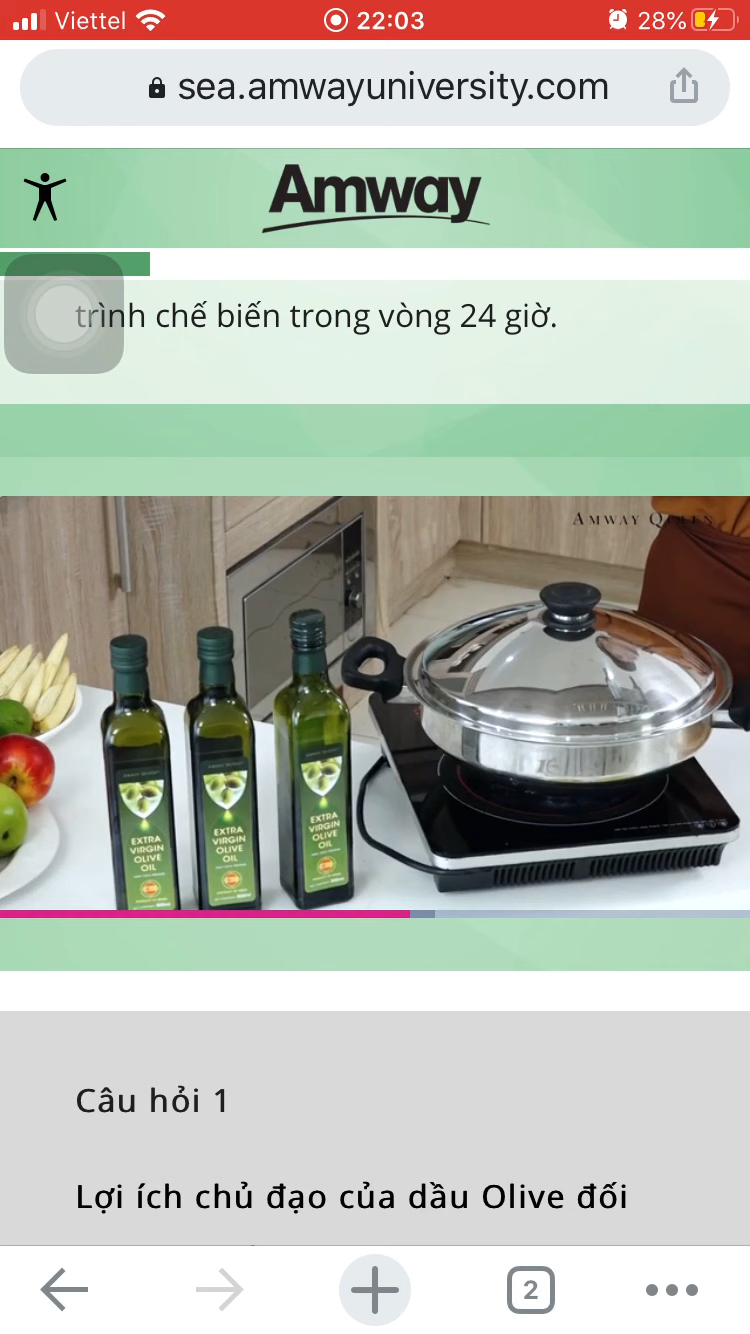 Viettel
22:03
28%
sea.amwayuniversity.com
Amway
trình chế biến trong vòng 24 giờ.
EXTRA
VIRGIN
OLIVE
OIL
EXTRA
VIRGIN
OLIVE
OIL
EXTRA
VIRGIN
OLIVE
OIL
Câu hỏi 1
Lợi ích chủ đạo của dầu Olive đối
2